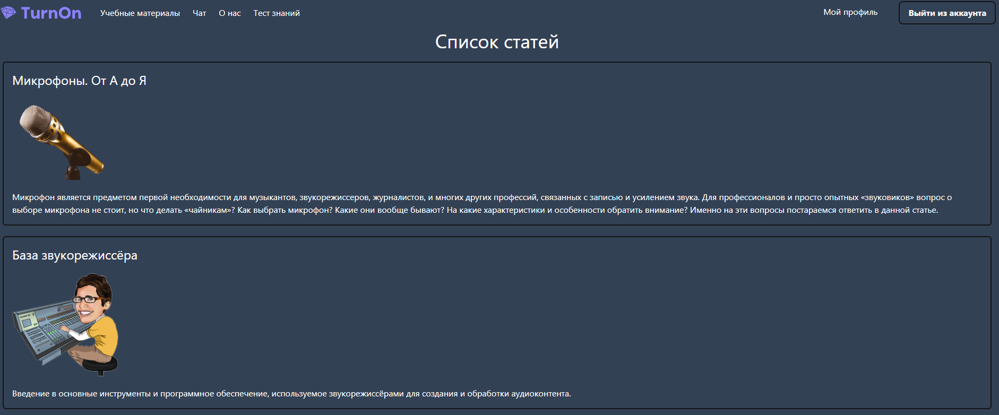 TurnOn Учебные материалы Чат О нас Тест знаний Мой профиль Выйти из аккаунта
Список статей
Микрофоны. От А до Я
Микрофон является предметом первой необходимости для музыкантов, звукорежиссеров, журналистов, и многих других профессий, связанных с записью и усилением звука. Для профессионалов и просто опытных «звуковиков» вопрос о
выборе микрофона не стоит, но что делать «чайникам»? Как выбрать микрофон? Какие они вообще бывают? На какие характеристики и особенности обратить внимание? Именно на эти вопросы постараемся ответить в данной статье.
База звукорежиссёра
Введение в основные инструменты и программное обеспечение, используемое звукорежиссёрами для создания и обработки аудиоконтента.